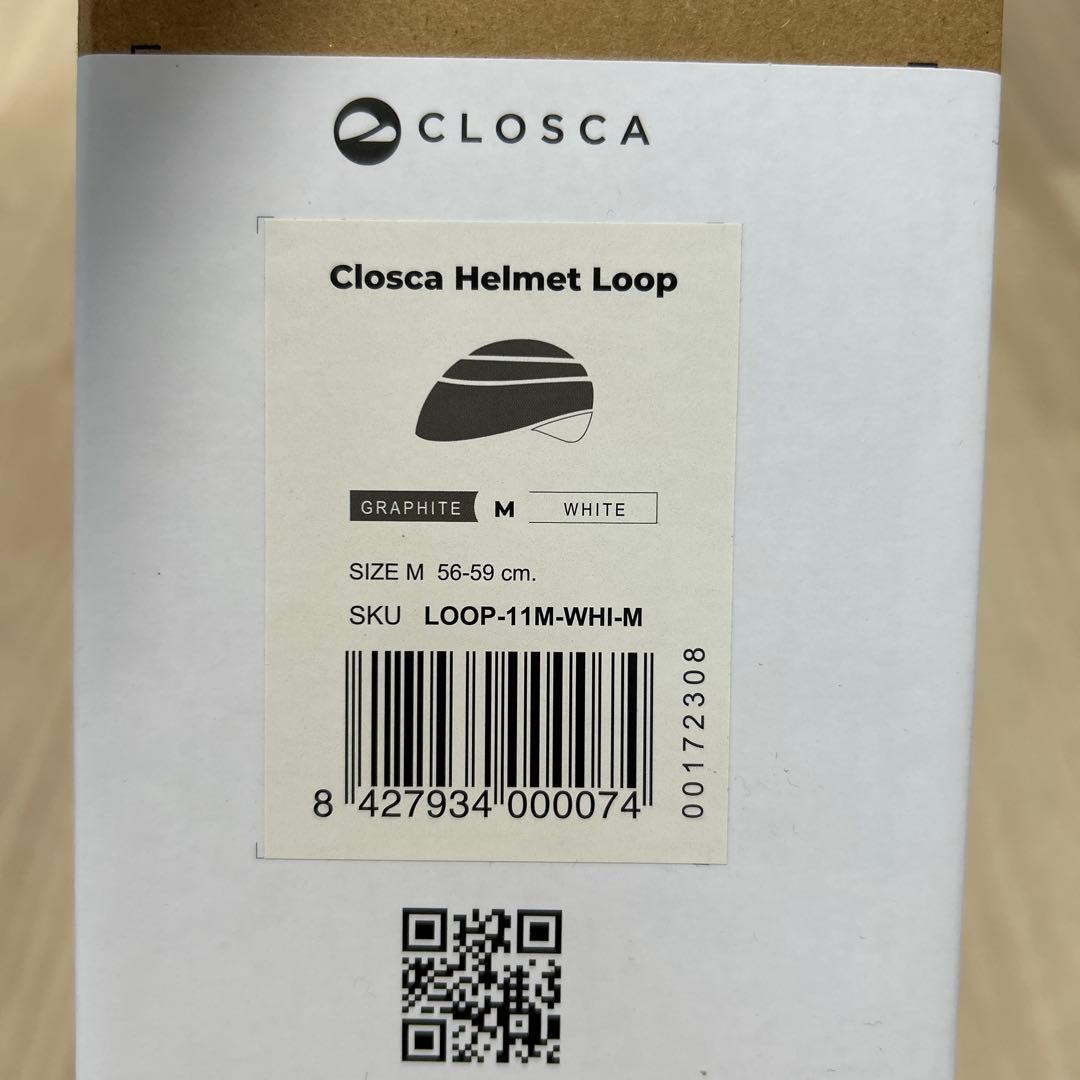 CLOSCA
Closca Helmet Loop
GRAPHITE M WHITE
SIZE M 56-59 cm.
SKU LOOP-11M-WHI-M
8 427934 000074
00172308